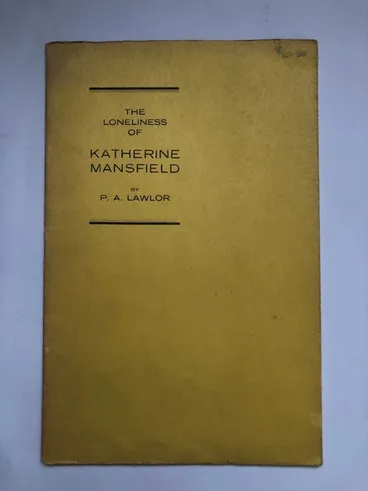 THE
LONELINESS
OF
KATHERINE
MANSFIELD
BY
P. A. LAWLOR